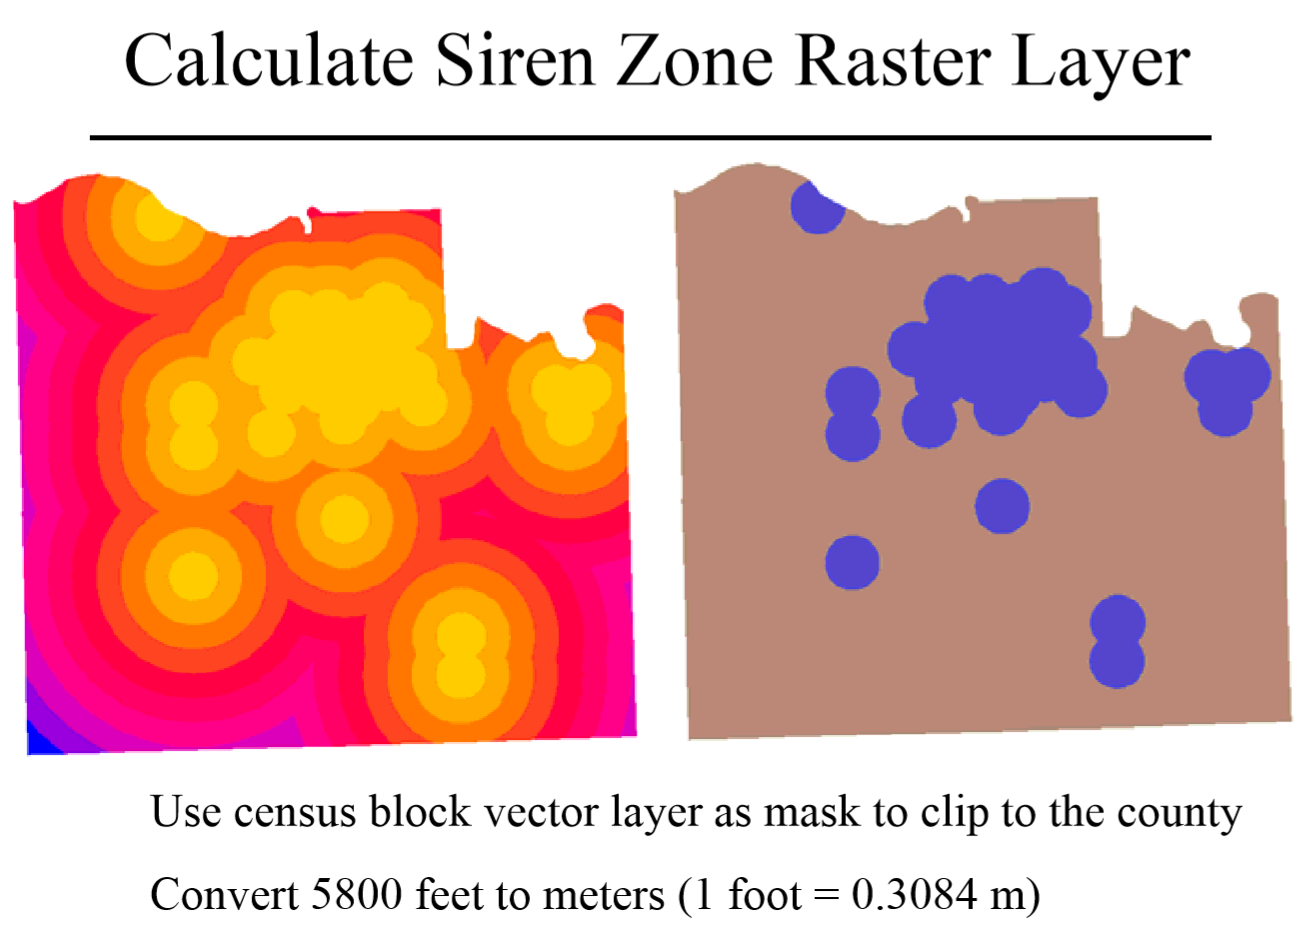 Calculate Siren Zone Raster Layer
Use census block vector layer as mask to clip to the county
Convert 5800 feet to meters (1 foot = 0.3084 m)